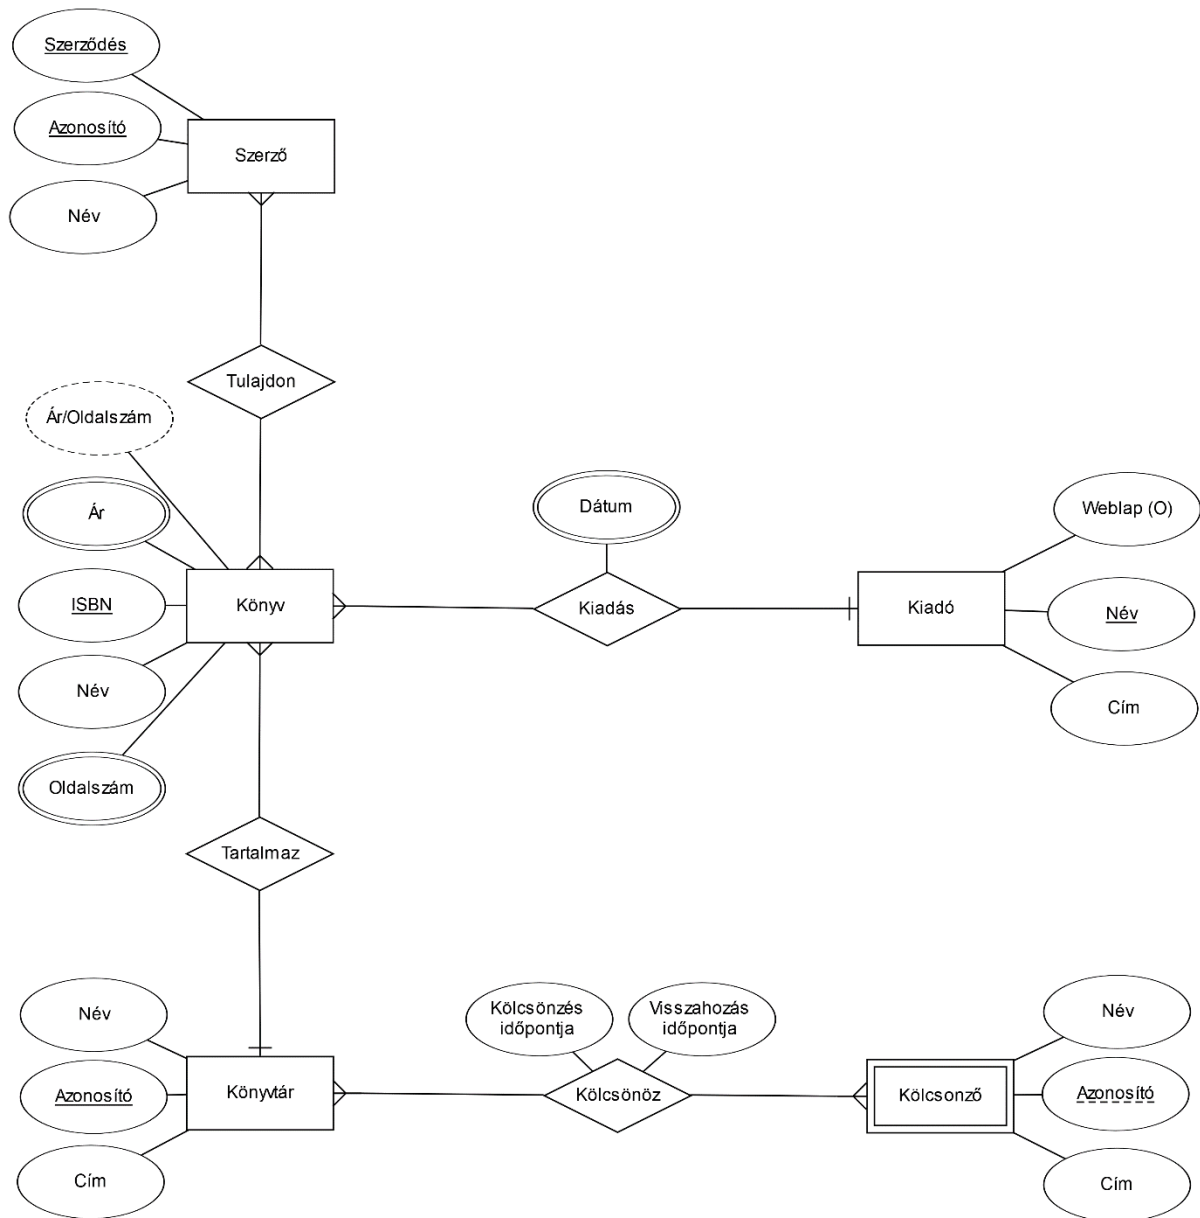 Szerződés
Azonosító
Szerző
Név
Tulajdon
Ár/Oldalszám
Ár
Dátum
Weblap (O)
ISBN
Könyv
Kiadás
Kiadó
Név
Név
Cím
Oldalszám
Tartalmaz
Név
Kölcsönzés
időpontja
Visszahozás
időpontja
Név
Azonosító
Könyvtár
Kölcsönöz
Kölcsonző
Azonosító
Cím
Cím